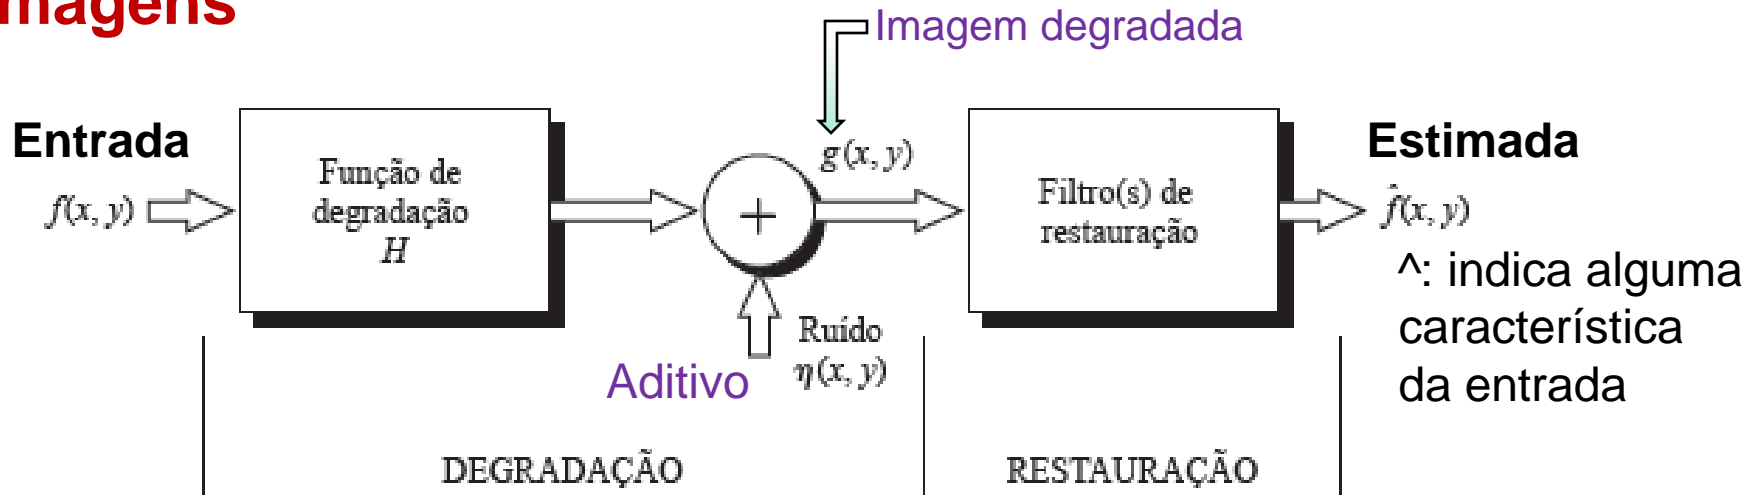 magens
Imagem degradada
Entrada
f(x, y)
Função de
degradação
H
+
g(x, y)
Ruído
η(x, y)
Aditivo
Filtro(s) de
restauração
Estimada
f̂(x, y)
^: indica alguma
característica
da entrada
DEGRADAÇÃO
RESTAURAÇÃO